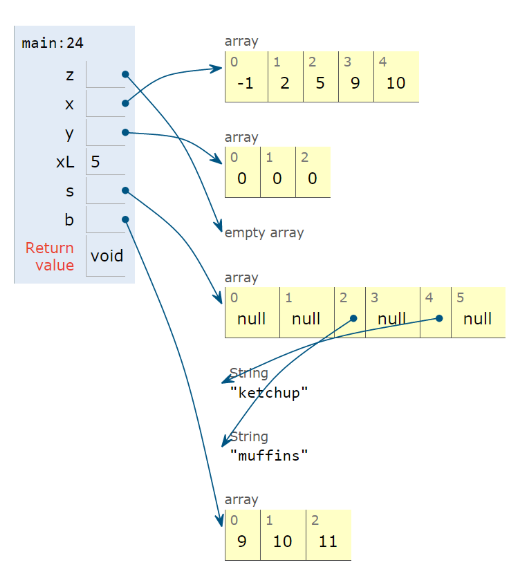 main:24
z
x
y
xL 5
s
b
Return
value void
array
0 1 2 3 4
-1 2 5 9 10
array
0 1 2
0 0 0
empty array
array
0 1 2 3 4 5
null null null null
String
"ketchup"
String
"muffins"
array
0 1 2
9 10 11